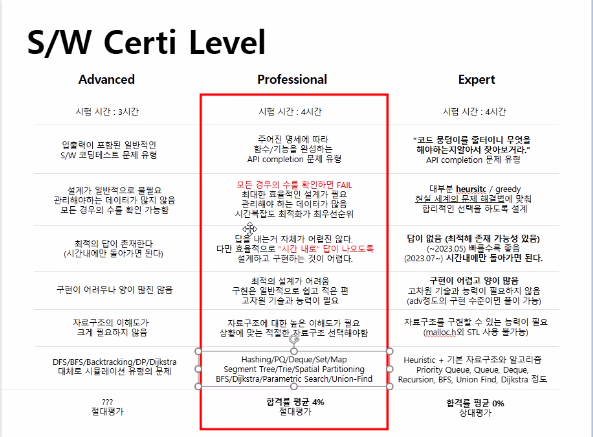 S/W Certi Level
Advanced
Professional
Expert
시험 시간 : 3시간
시험 시간 : 4시간
시험 시간 : 4시간
입출력이 포함된 일반적인
S/W 코딩테스트 문제 유형
주어진 명세에 따라
함수/기능을 완성하는
API completion 문제 유형
“코드 뭉텅이를 줄터이니 무엇을
해야하는지알아서 찾아보거라.”
API completion 문제 유형
설계가 일반적으로 불필요
관리해야하는 데이터가 많지 않음
모든 경우의 수를 확인 가능함
모든 경우의 수를 확인하면 FAIL
최대한 효율적인 설계가 필요
관리해야 하는 데이터가 많음
시간복잡도 최적화가 최우선순위
대부분 heursitc / greedy
현실 세계의 문제 해결법에 맞춰
합리적인 선택을 하도록 설계
최적의 답이 존재한다
(시간내에만 돌아가면 된다)
답을 내는거 자체가 어렵진 않다.
다만 효율적으로 “시간 내로” 답이 나오도록
설계하고 구현하는 것이 어렵다.
답이 없음 (최적해 존재 가능성 있음)
(~2023.05) 빠를수록 좋음
(2023.07~) 시간내에만 돌아가면 된다.
구현이 어려우나 양이 많진 않음
최적의 설계가 어려움
구현은 일반적으로 쉽고 적은 편
고차원 기술과 능력이 필요
구현이 어렵고 양이 많음
고차원 기술과 능력이 필요하지 않음
(adv정도의 구현 수준이면 풀이 가능)
자료구조의 이해도가
크게 필요하지 않음
자료구조에 대한 높은 이해도가 필요
상황에 맞는 적절한 자료구조 선택해야함
자료구조를 구현할 수 있는 능력이 필요
(malloc.h외 STL 사용 불가능)
DFS/BFS/Backtracking/DP/Dijkstra
대체로 시뮬레이션 유형의 문제
Hashing/PQ/Deque/Set/Map
Segment Tree/Trie/Spatial Partitioning
BFS/Dijkstra/Parametric Search/Union-Find
Heuristic + 기본 자료구조와 알고리즘
Priority Queue, Queue, Deque,
Recursion, BFS, Union Find, Dijkstra 정도
???
절대평가
합격률 평균 4%
절대평가
합격률 평균 0%
상대평가